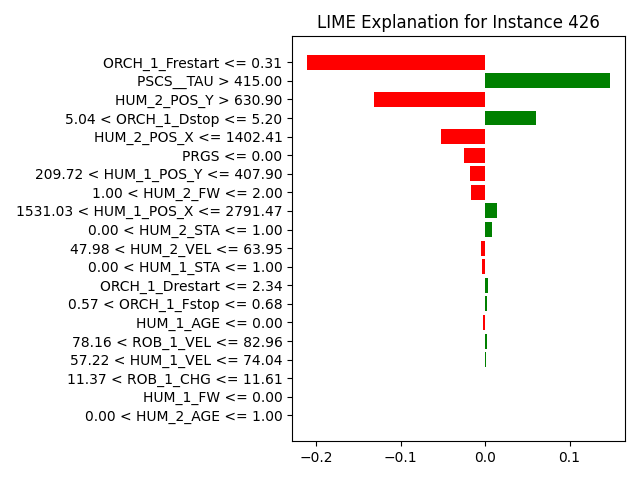 LIME Explanation for Instance 426
ORCH_1_Frestart <= 0.31
PSCS__TAU > 415.00
HUM_2_POS_Y > 630.90
5.04 < ORCH_1_Dstop <= 5.20
HUM_2_POS_X <= 1402.41
PRGS <= 0.00
209.72 < HUM_1_POS_Y <= 407.90
1.00 < HUM_2_FW <= 2.00
1531.03 < HUM_1_POS_X <= 2791.47
0.00 < HUM_2_STA <= 1.00
47.98 < HUM_2_VEL <= 63.95
0.00 < HUM_1_STA <= 1.00
ORCH_1_Drestart <= 2.34
0.57 < ORCH_1_Fstop <= 0.68
HUM_1_AGE <= 0.00
78.16 < ROB_1_VEL <= 82.96
57.22 < HUM_1_VEL <= 74.04
11.37 < ROB_1_CHG <= 11.61
HUM_1_FW <= 0.00
0.00 < HUM_2_AGE <= 1.00
−0.2 −0.1 0.0 0.1